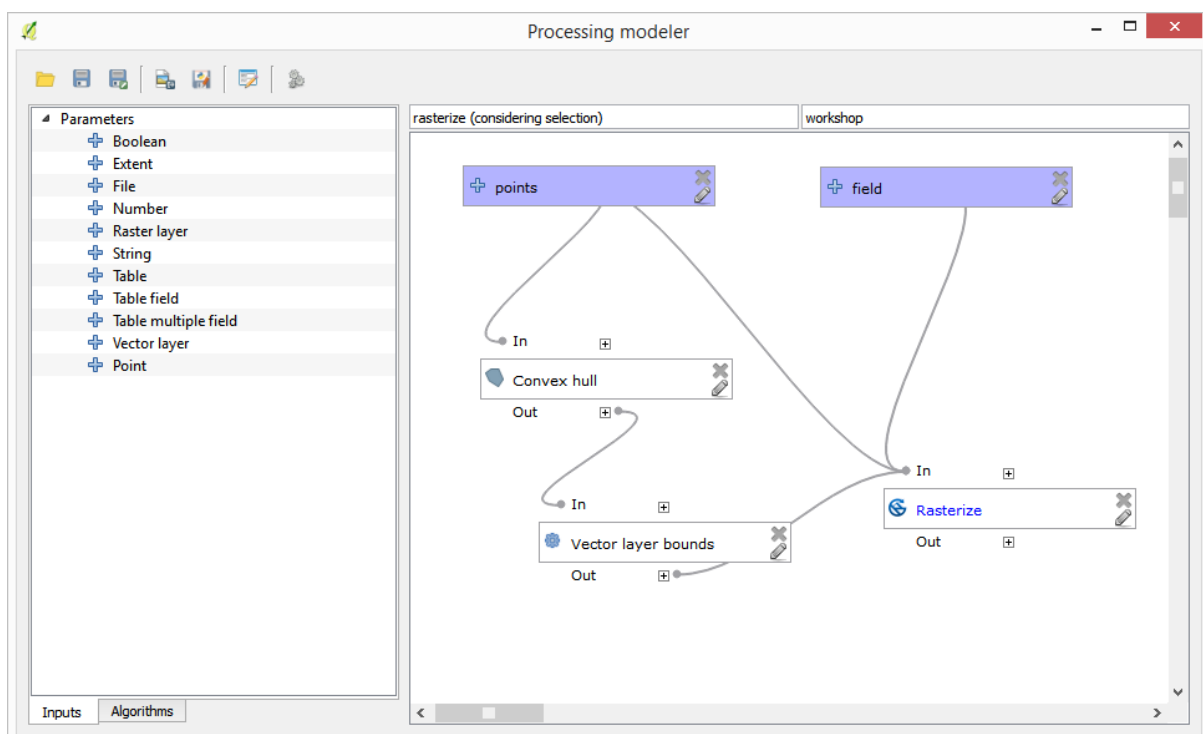 Processing modeler
Parameters
Boolean
Extent
File
Number
Raster layer
String
Table
Table field
Table multiple field
Vector layer
Point
Inputs
Algorithms
rasterize (considering selection)
workshop
points
field
In
Convex hull
Out
In
Rasterize
Out
In
Vector layer bounds
Out